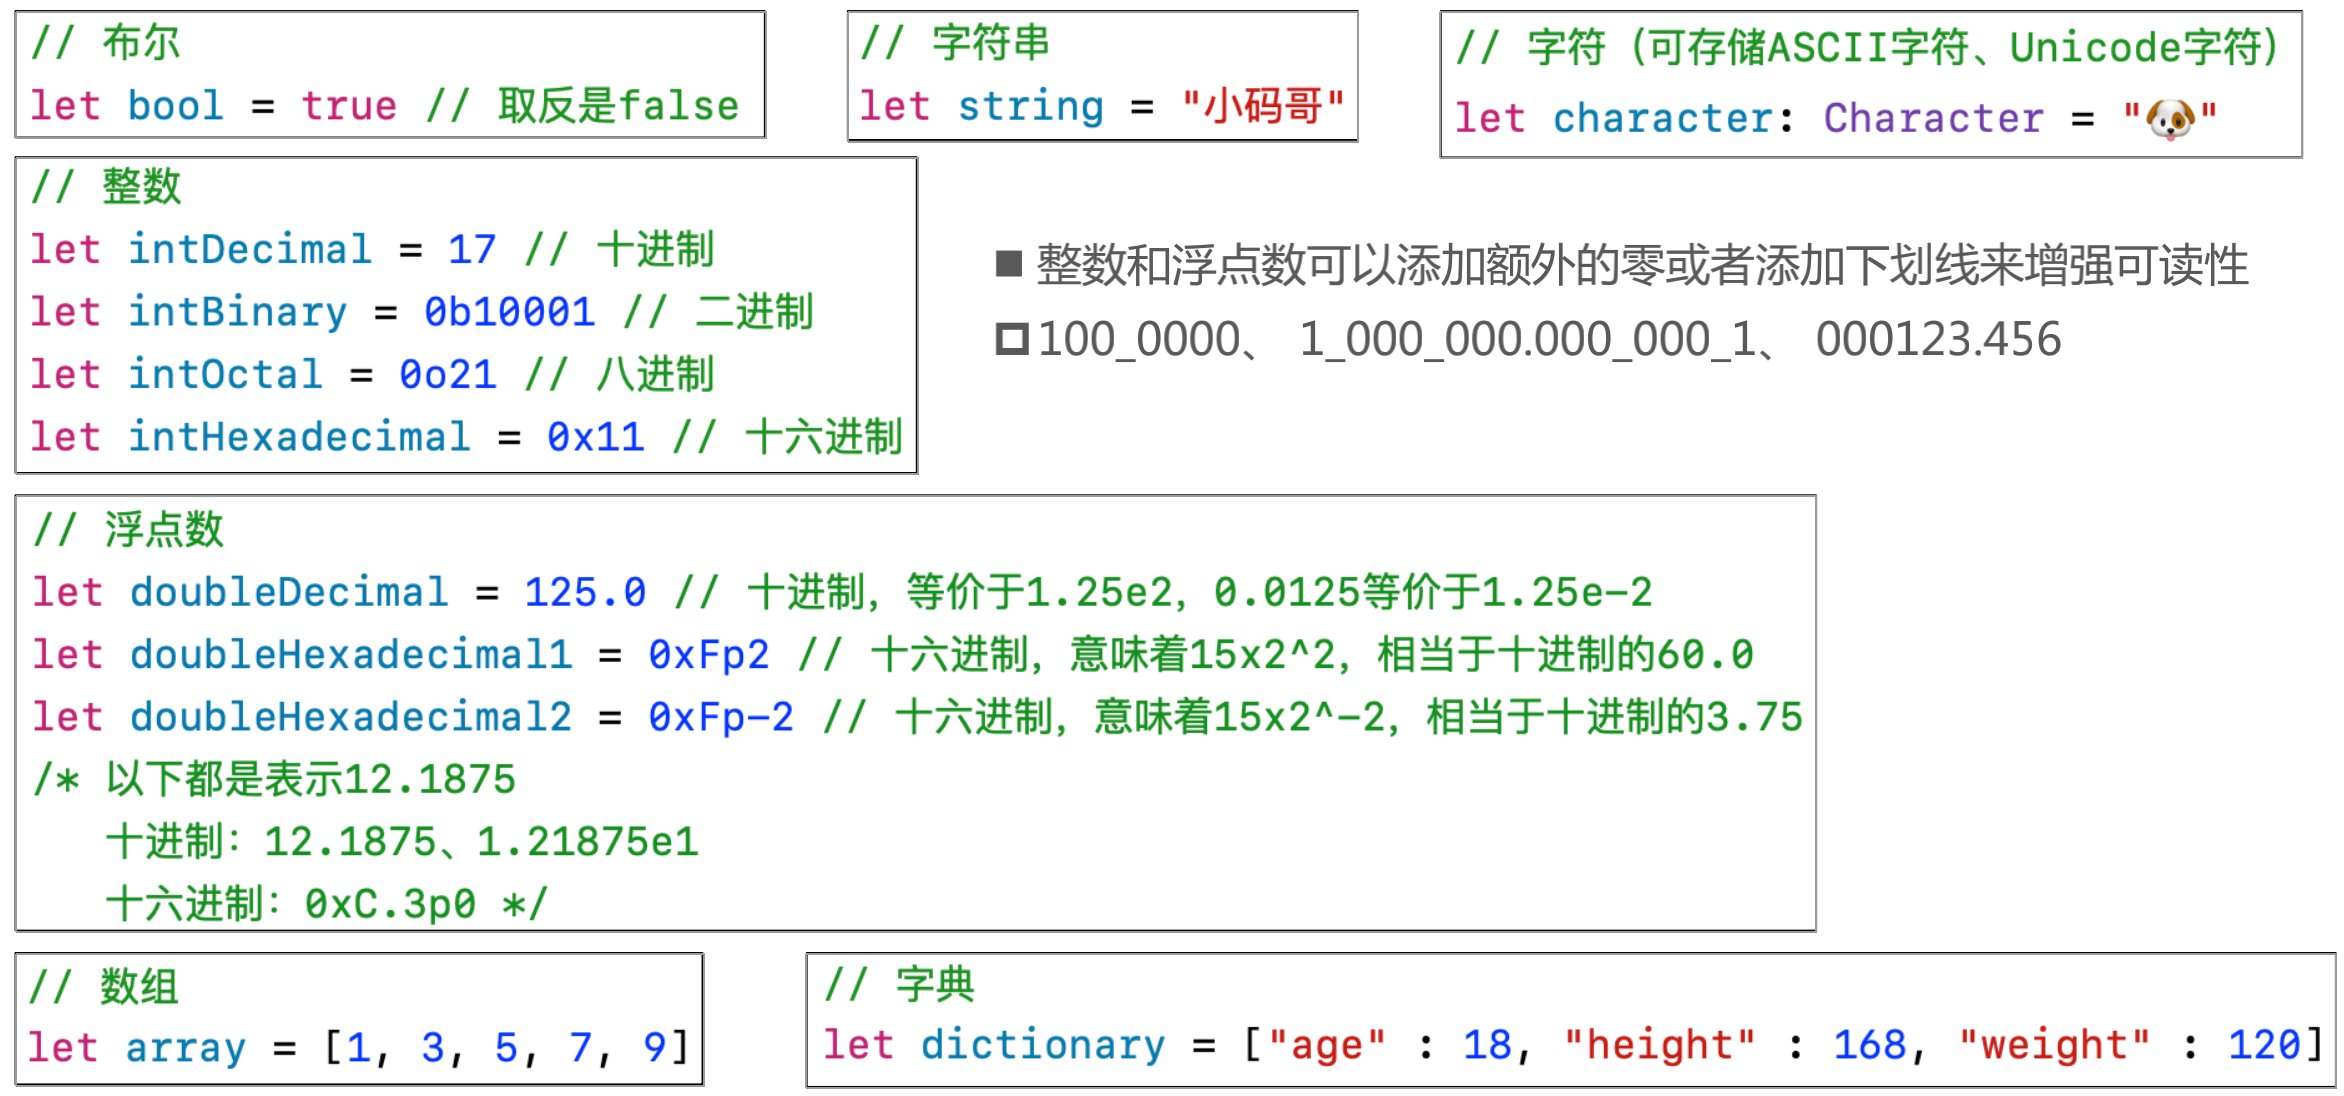 // 布尔
let bool = true // 取反是false
// 字符串
let string = "小码哥"
// 字符（可存储ASCII字符、Unicode字符）
let character: Character = "🐶"
// 整数
let intDecimal = 17 // 十进制
let intBinary = 0b10001 // 二进制
let intOctal = 0o21 // 八进制
let intHexadecimal = 0x11 // 十六进制
■ 整数和浮点数可以添加额外的零或者添加下划线来增强可读性
100_0000、 1_000_000.000_000_1、 000123.456
// 浮点数
let doubleDecimal = 125.0 // 十进制，等价于1.25e2，0.0125等价于1.25e-2
let doubleHexadecimal1 = 0xFp2 // 十六进制，意味着15x2^2，相当于十进制的60.0
let doubleHexadecimal2 = 0xFp-2 // 十六进制，意味着15x2^-2，相当于十进制的3.75
/* 以下都是表示12.1875
十进制：12.1875、1.21875e1
十六进制：0xC.3p0 */
// 数组
let array = [1, 3, 5, 7, 9]
// 字典
let dictionary = ["age" : 18, "height" : 168, "weight" : 120]